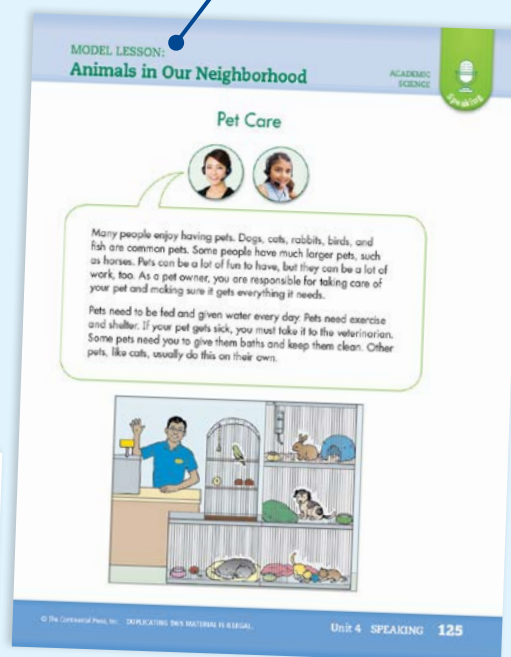 MODEL LESSON:
Animals in Our Neighborhood
ACADEMIC
SCIENCE
Speaking
Pet Care
Many people enjoy having pets. Dogs, cats, rabbits, birds, and
fish are common pets. Some people have much larger pets, such
as horses. Pets can be a lot of fun to have, but they can be a lot of
work, too. As a pet owner, you are responsible for taking care of
your pet and making sure it gets everything it needs.
Pets need to be fed and given water every day. Pets need exercise
and shelter. If your pet gets sick, you must take it to the veterinarian.
Some pets need you to give them baths and keep them clean. Other
pets, like cats, usually do this on their own.
© The Continental Press, Inc. DUPLICATING THIS MATERIAL IS ILLEGAL.
Unit 4 SPEAKING 125